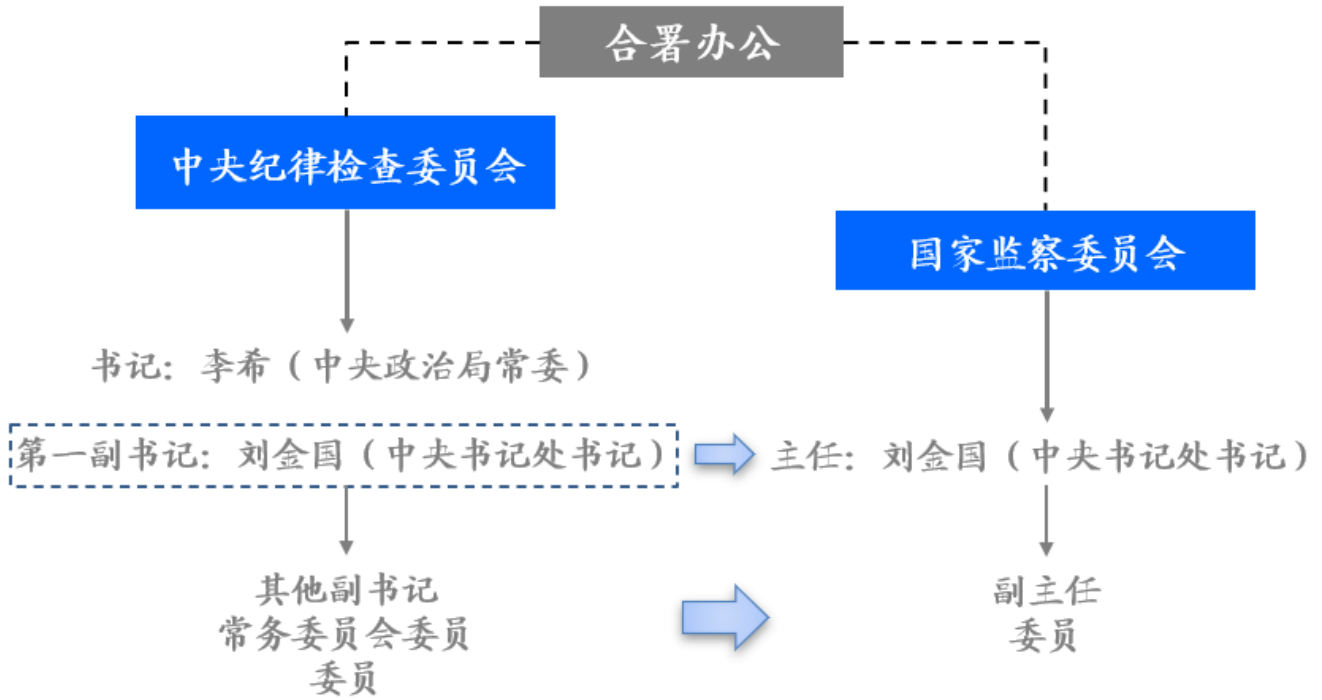 合署办公
中央纪律检查委员会
国家监察委员会
书记：李希（中央政治局常委）
第一副书记：刘金国（中央书记处书记）
主任：刘金国（中央书记处书记）
其他副书记
常务委员会委员
委员
副主任
委员